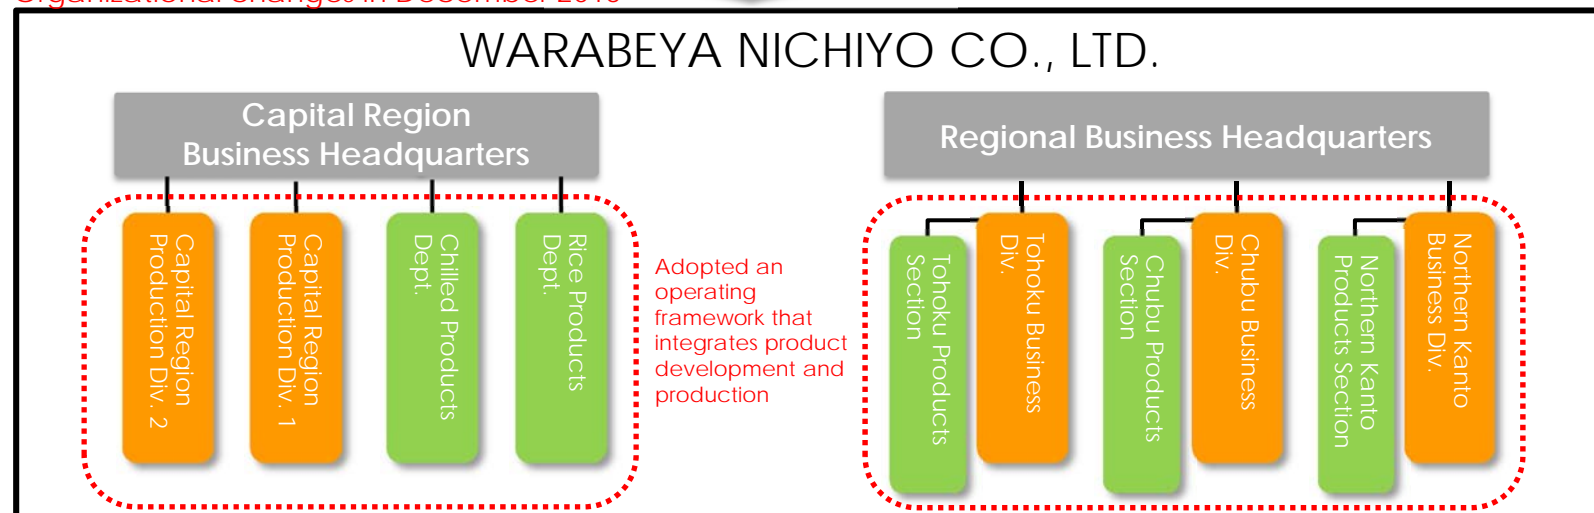 WARABEYA NICHIYO CO., LTD.
Capital Region
Business Headquarters
Regional Business Headquarters
Capital Region
Production Div. 2
Capital Region
Production Div. 1
Chilled Products
Dept.
Rice Products
Dept.
Adopted an
operating
framework that
integrates product
development and
production
Tohoku Products
Section
Tohoku Business
Div.
Chubu Products
Section
Chubu Business
Div.
Northern Kanto
Products Section
Northern Kanto
Business Div.